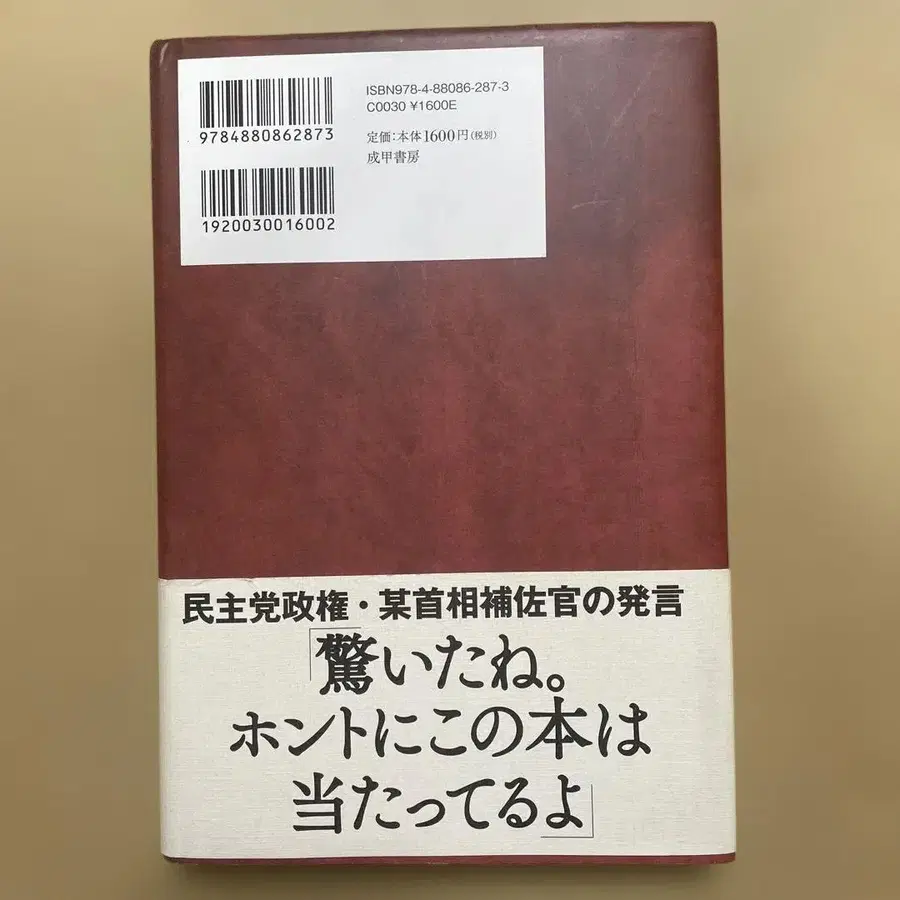 ISBN978-4-88086-287-3
C0030 ¥1600E
9784880862873
定価:本体1600円(税別)
成甲書房
1920030016002
民主党政権・某首相補佐官の発言
「驚いたね。
ホントにこの本は
当たってるよ」